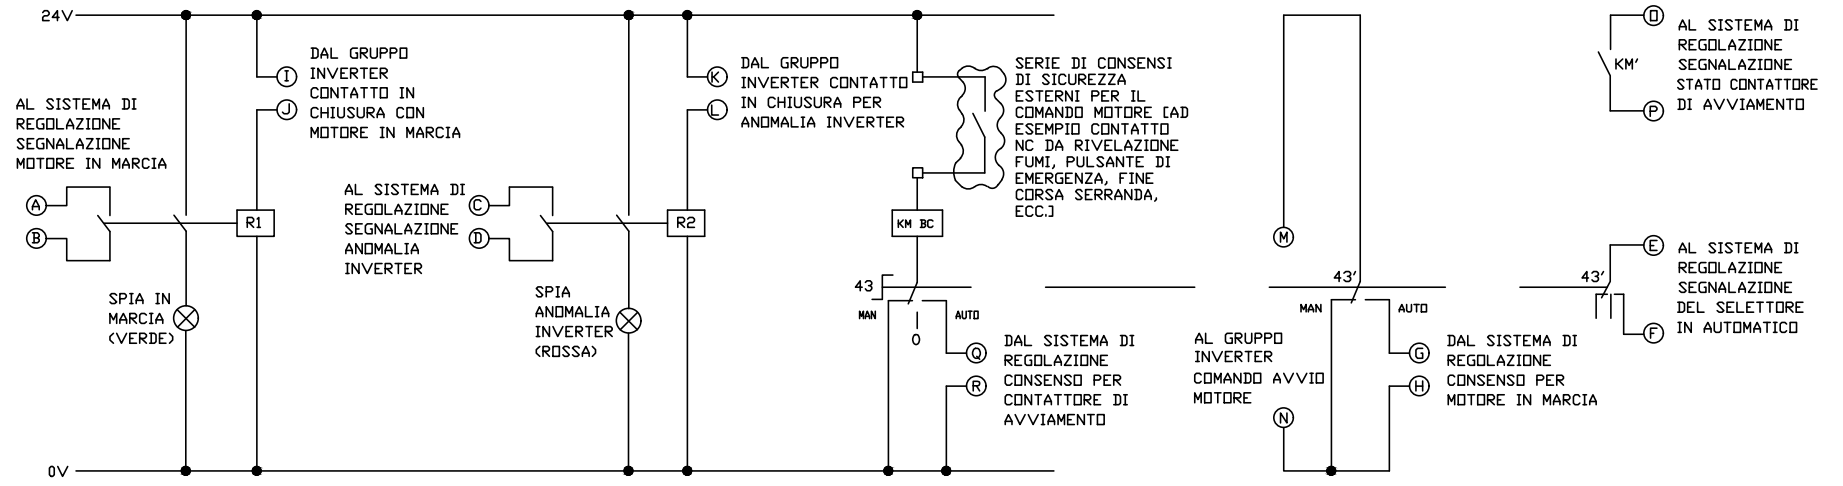 24V
DAL GRUPPO
INVERTER
CONTATTO IN
CHIUSURA CON
MOTORE IN MARCIA
I
J
AL SISTEMA DI
REGOLAZIONE
SEGNALAZIONE
MOTORE IN MARCIA
A
B
R1
SPIA IN
MARCIA
(VERDE)
DAL GRUPPO
INVERTER CONTATTO
IN CHIUSURA PER
ANOMALIA INVERTER
K
L
AL SISTEMA DI
REGOLAZIONE
SEGNALAZIONE
ANOMALIA
INVERTER
C
D
R2
SPIA
ANOMALIA
INVERTER
(ROSSA)
SERIE DI CONSENSI
DI SICUREZZA
ESTERNI PER IL
COMANDO MOTORE [AD
ESEMPIO CONTATTO
NC DA RIVELAZIONE
FUMI, PULSANTE DI
EMERGENZA, FINE
CORSA SERRANDA,
ECC.]
KM BC
43
MAN
0
AUTO
Q
R
DAL SISTEMA DI
REGOLAZIONE
CONSENSO PER
CONTATTORE DI
AVVIAMENTO
M
43'
MAN
AUTO
AL GRUPPO
INVERTER
COMANDO AVVIO
MOTORE
N
G
H
DAL SISTEMA DI
REGOLAZIONE
CONSENSO PER
MOTORE IN MARCIA
O
KM'
P
AL SISTEMA DI
REGOLAZIONE
SEGNALAZIONE
STATO CONTATTORE
DI AVVIAMENTO
43'
E
F
AL SISTEMA DI
REGOLAZIONE
SEGNALAZIONE
DEL SELETTORE
IN AUTOMATICO
0V